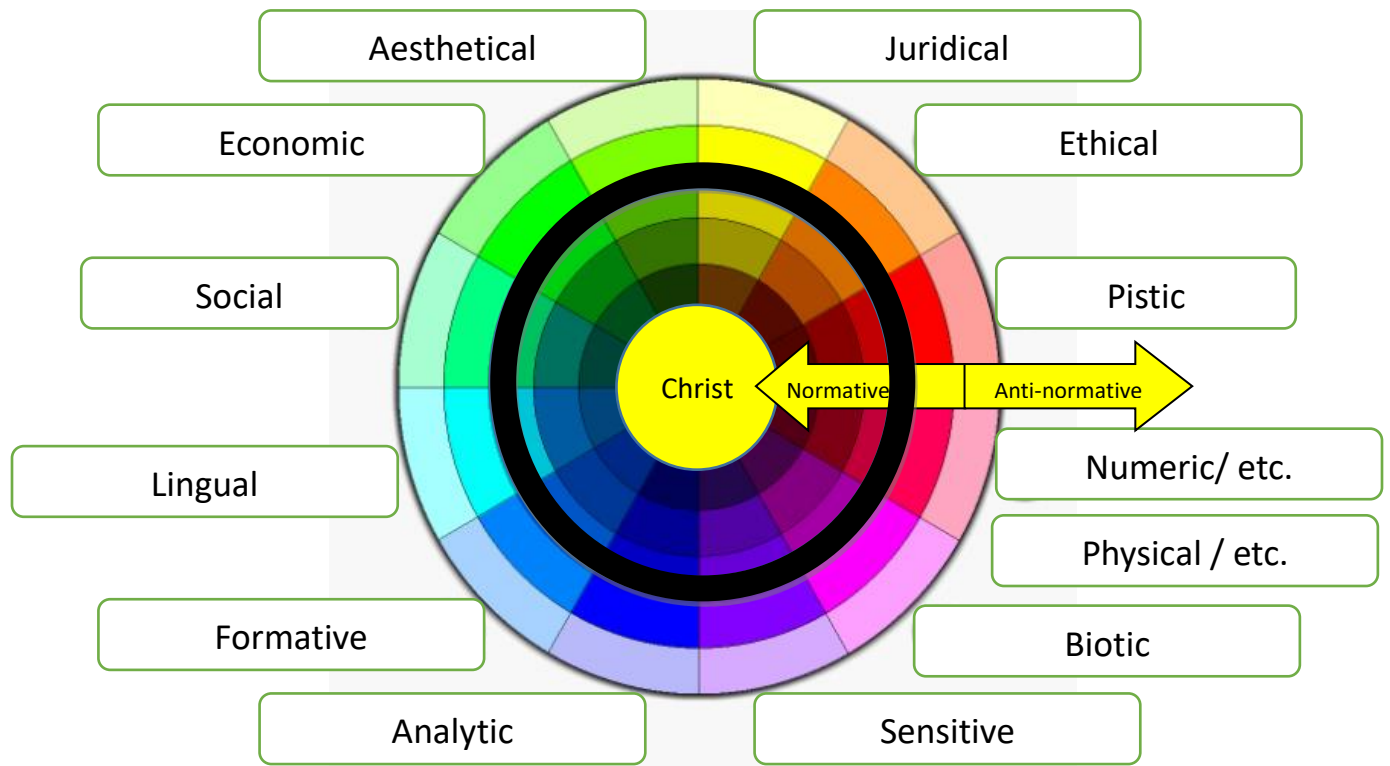 Aesthetical
Juridical
Economic
Ethical
Social
Pistic
Christ
Normative
Anti-normative
Lingual
Numeric/ etc.
Physical / etc.
Formative
Biotic
Analytic
Sensitive